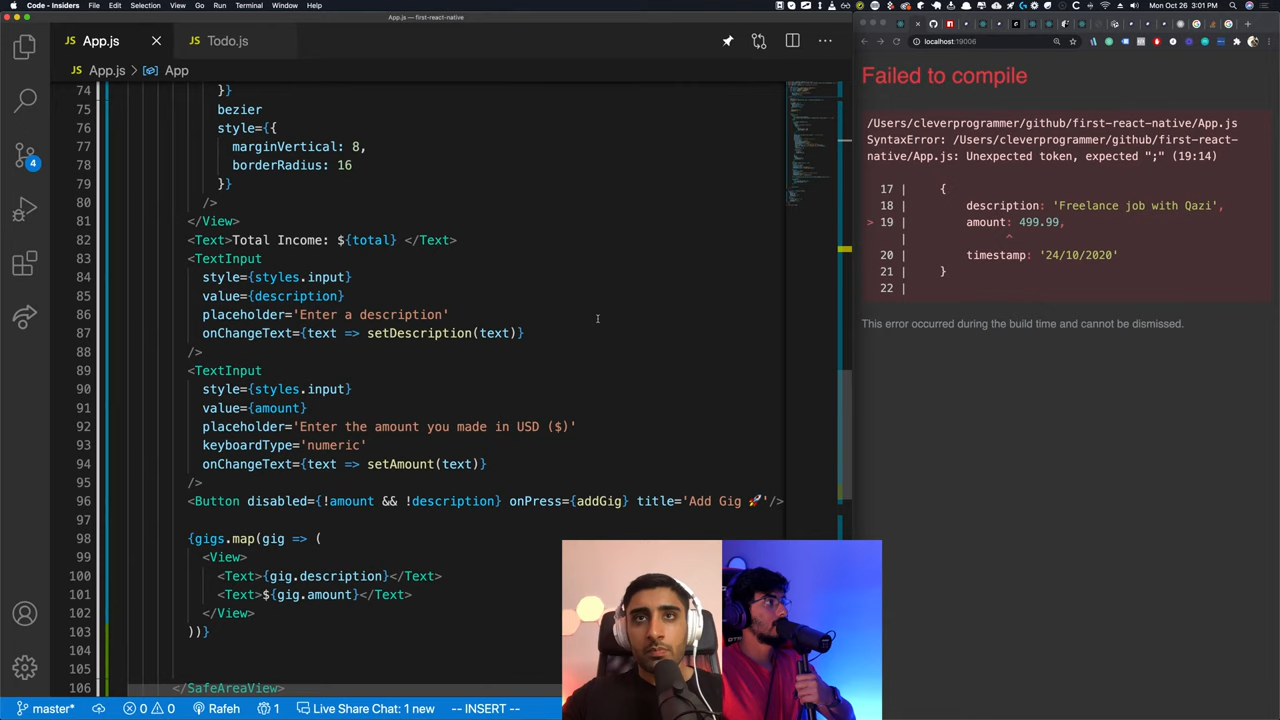 Code - Insiders File Edit Selection View Go Run Terminal Window Help
Mon Oct 26 3:01 PM
App.js — first-react-native
JS App.js
JS Todo.js
localhost:19006
JS App.js > App
74 }}
75 bezier
76 style={{
77 marginVertical: 8,
78 borderRadius: 16
79 }}
80 />
81 </View>
82 <Text>Total Income: ${total} </Text>
83 <TextInput
84 style={styles.input}
85 value={description}
86 placeholder='Enter a description'
87 onChangeText={text => setDescription(text)}
88 />
89 <TextInput
90 style={styles.input}
91 value={amount}
92 placeholder='Enter the amount you made in USD ($)'
93 keyboardType='numeric'
94 onChangeText={text => setAmount(text)}
95 />
96 <Button disabled={!amount && !description} onPress={addGig} title='Add Gig 🚀'/>
97
98 {gigs.map(gig => (
99 <View>
100 <Text>{gig.description}</Text>
101 <Text>${gig.amount}</Text>
102 </View>
103 ))}
104
105
106 </SafeAreaView>
4
master* 0 0 Rafeh 1 Live Share Chat: 1 new -- INSERT --
Failed to compile
/Users/cleverprogrammer/github/first-react-native/App.js
SyntaxError: /Users/cleverprogrammer/github/first-react-
native/App.js: Unexpected token, expected ";" (19:14)
17 | {
18 | description: 'Freelance job with Qazi',
> 19 | amount: 499.99,
| ^
20 | timestamp: '24/10/2020'
21 | }
22 |
This error occurred during the build time and cannot be dismissed.